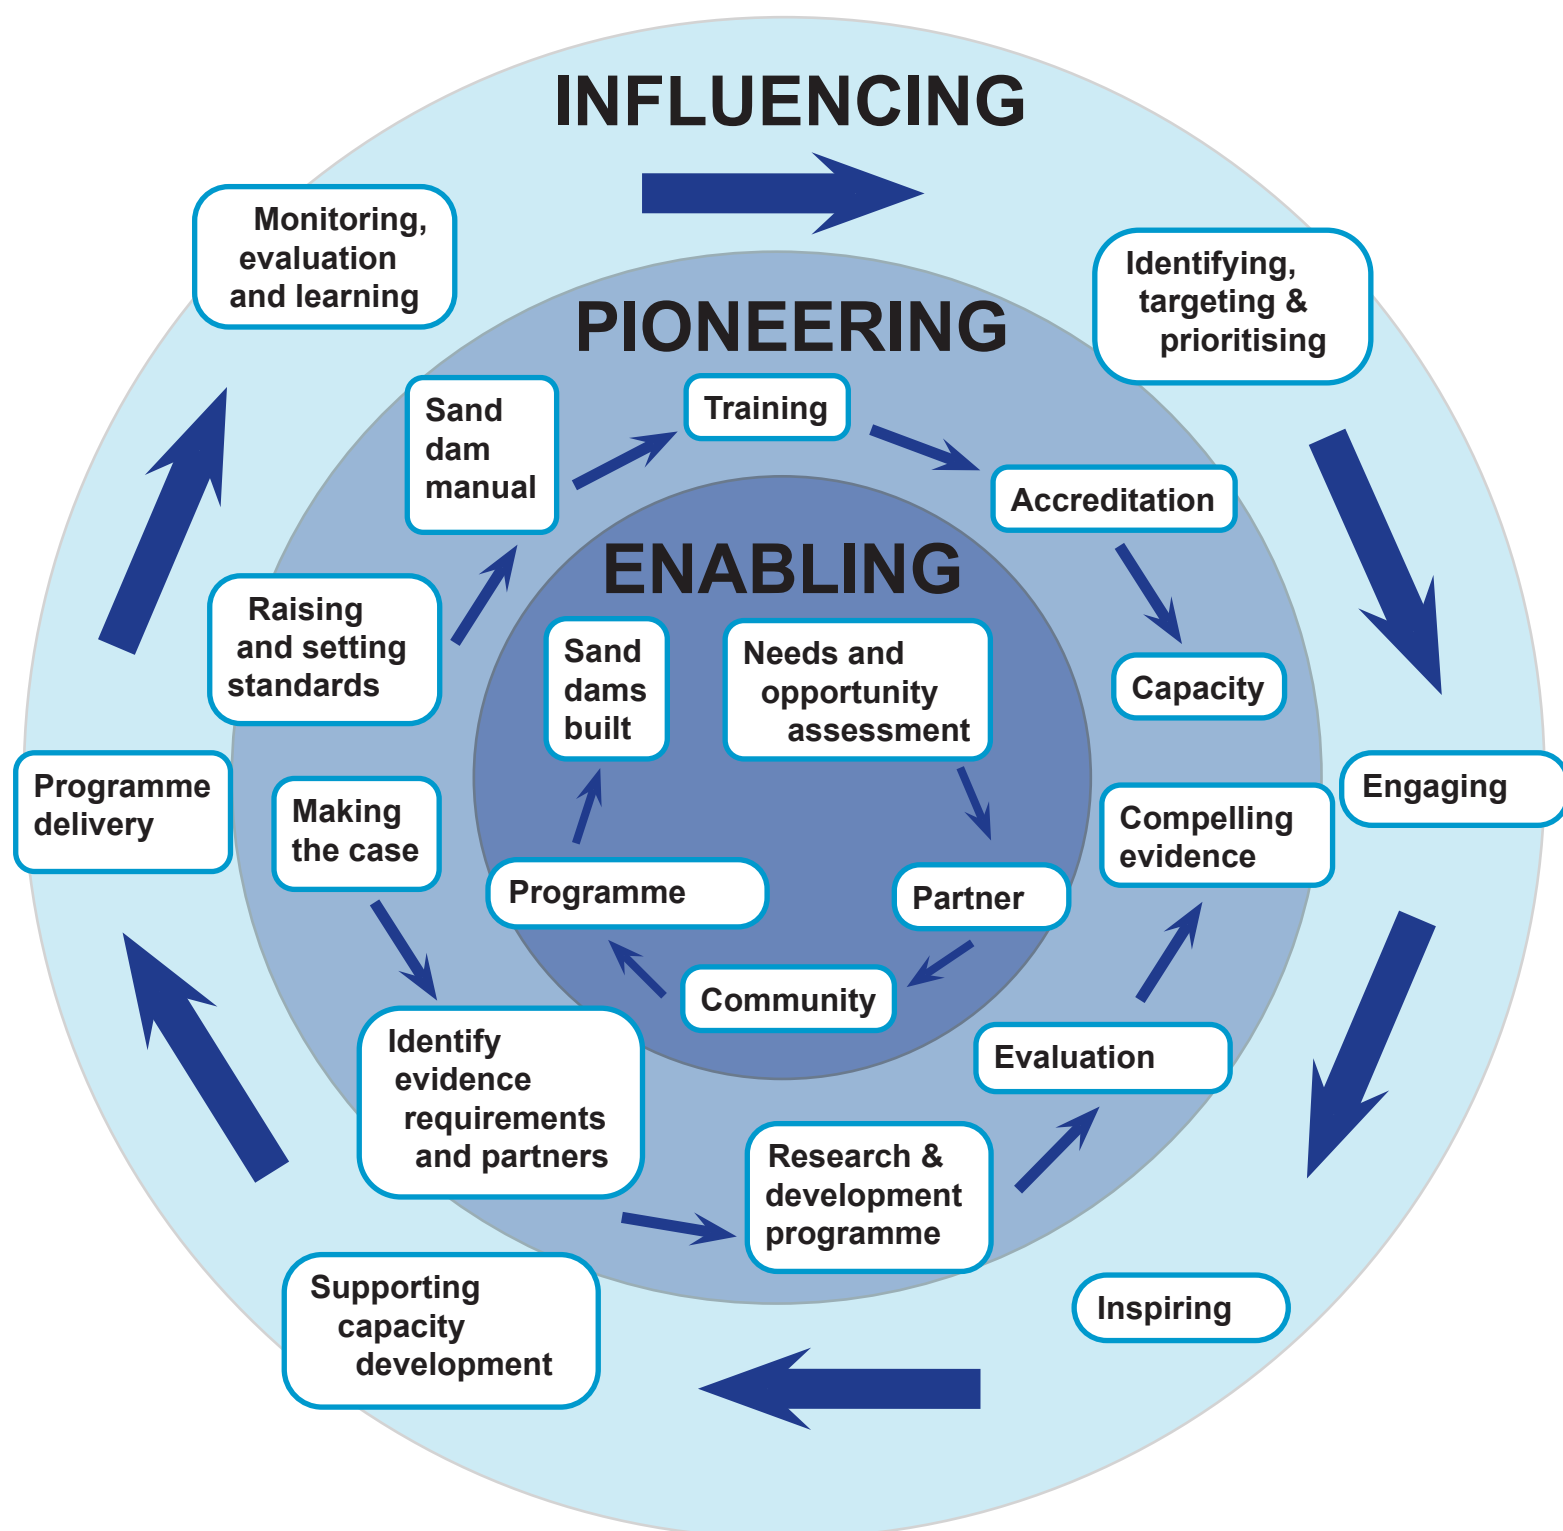 INFLUENCING
Monitoring,
evaluation
and learning
Identifying,
targeting &
prioritising
Engaging
Inspiring
Supporting
capacity
development
Programme
delivery
PIONEERING
Raising
and setting
standards
Sand
dam
manual
Training
Accreditation
Capacity
Making
the case
Identify
evidence
requirements
and partners
Research &
development
programme
Evaluation
Compelling
evidence
ENABLING
Needs and
opportunity
assessment
Partner
Community
Programme
Sand
dams
built